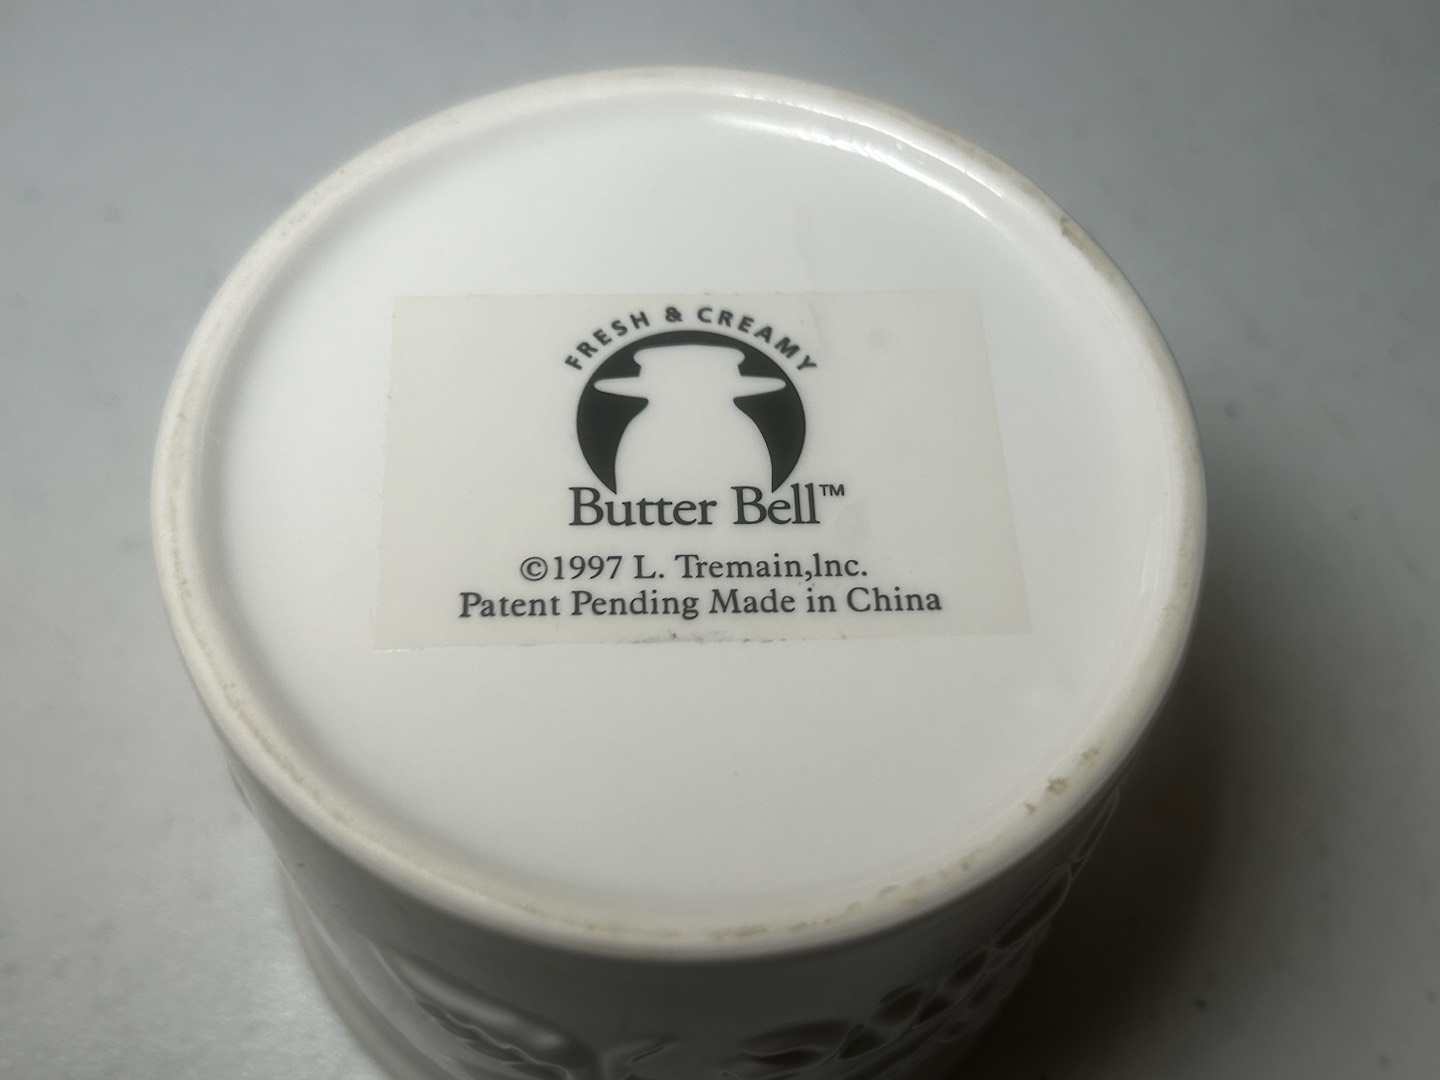 FRESH & CREAMY
Butter Bell™
©1997 L. Tremain,Inc.
Patent Pending Made in China